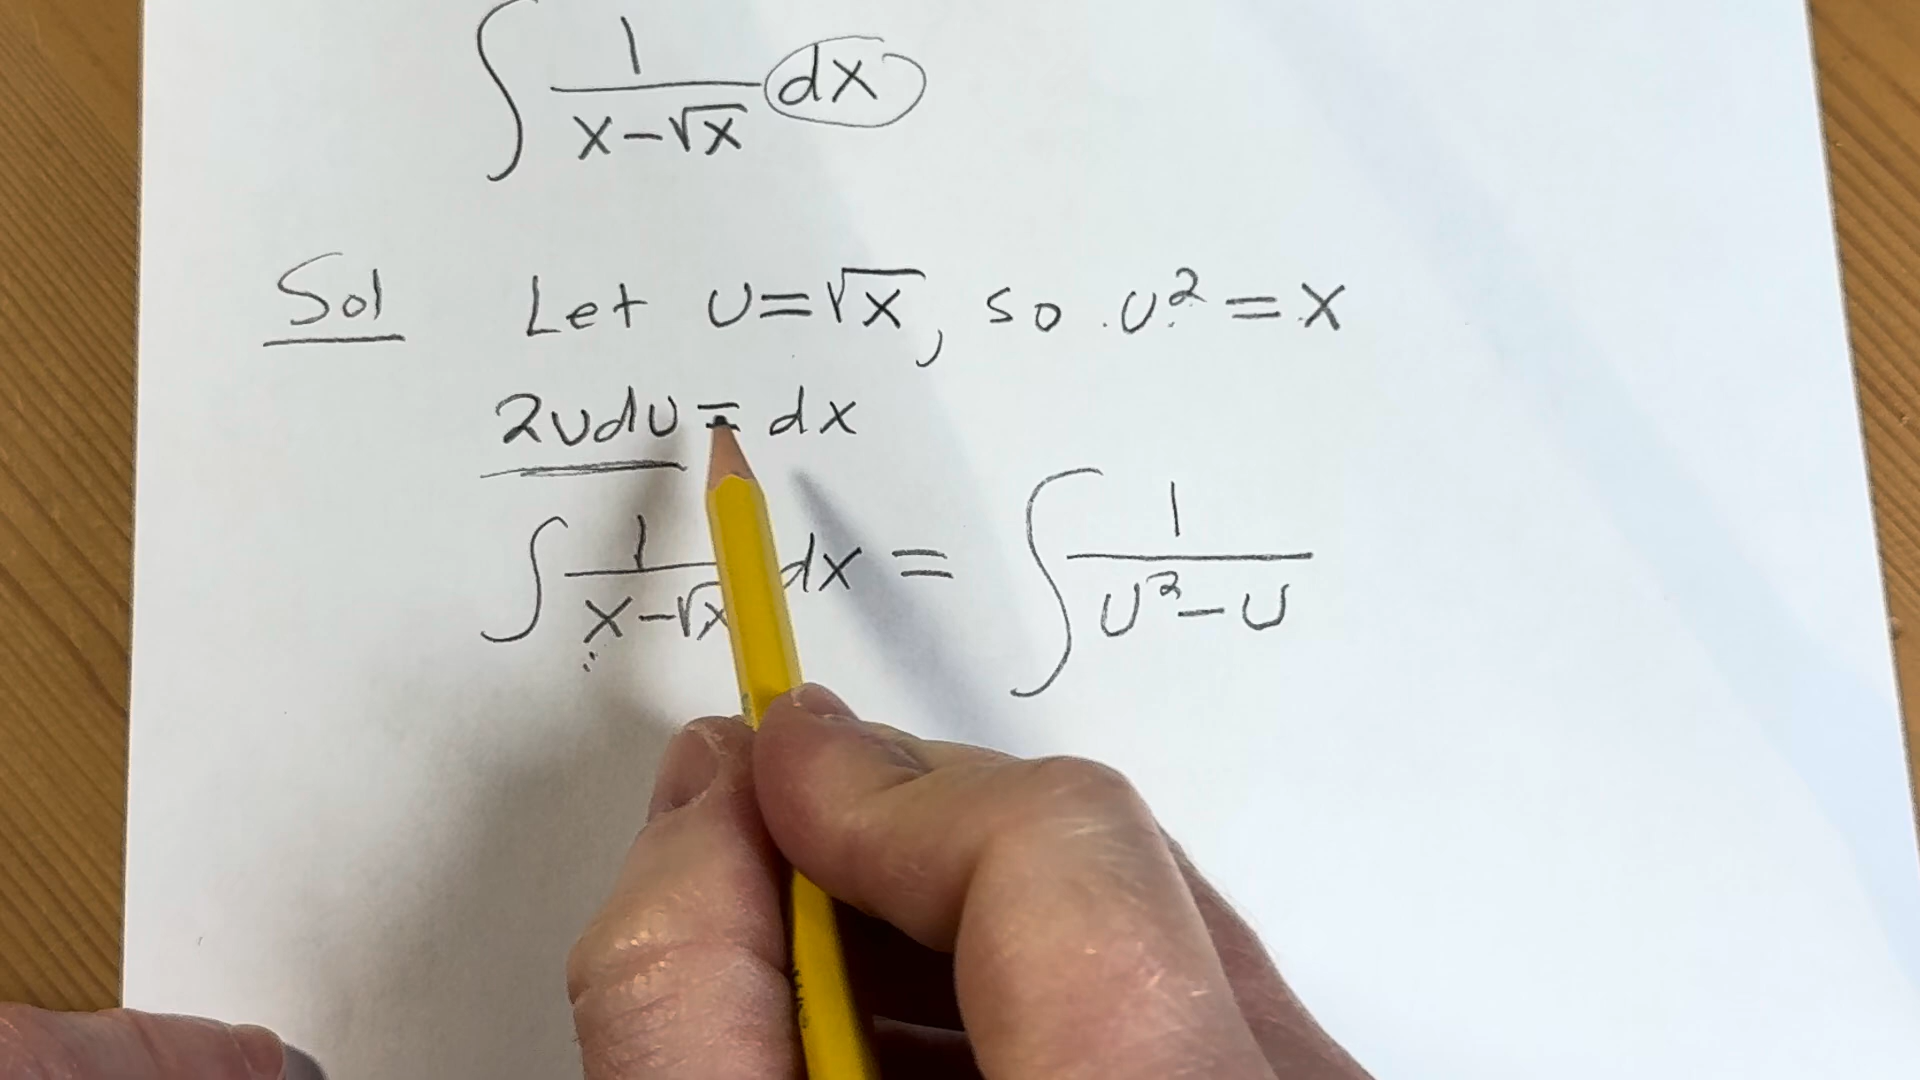 ∫ 1/(x-√x) dx
Sol Let u=√x, so u² = x
2udu = dx
∫ 1/(x-√x) dx = ∫ 1/(u²-u)